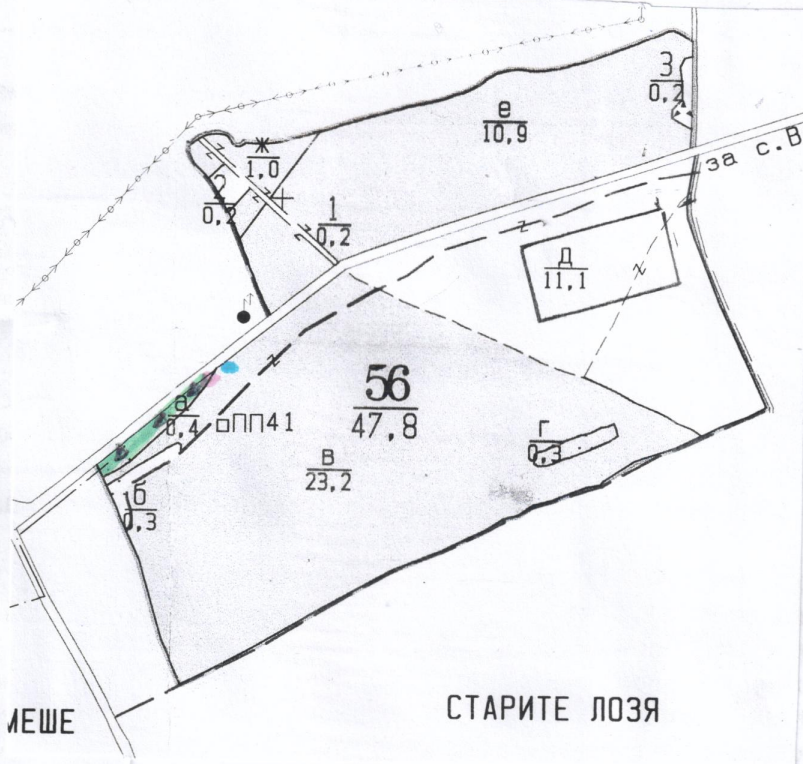 3
0,2
е
10,9
за с.В
ж
1,0
2
0,2
1
0,2
д
11,1
56
47,8
а
0,4
ПП41
г
0,3
в
23,2
б
0,3
СТАРИТЕ ЛОЗЯ
МЕШЕ